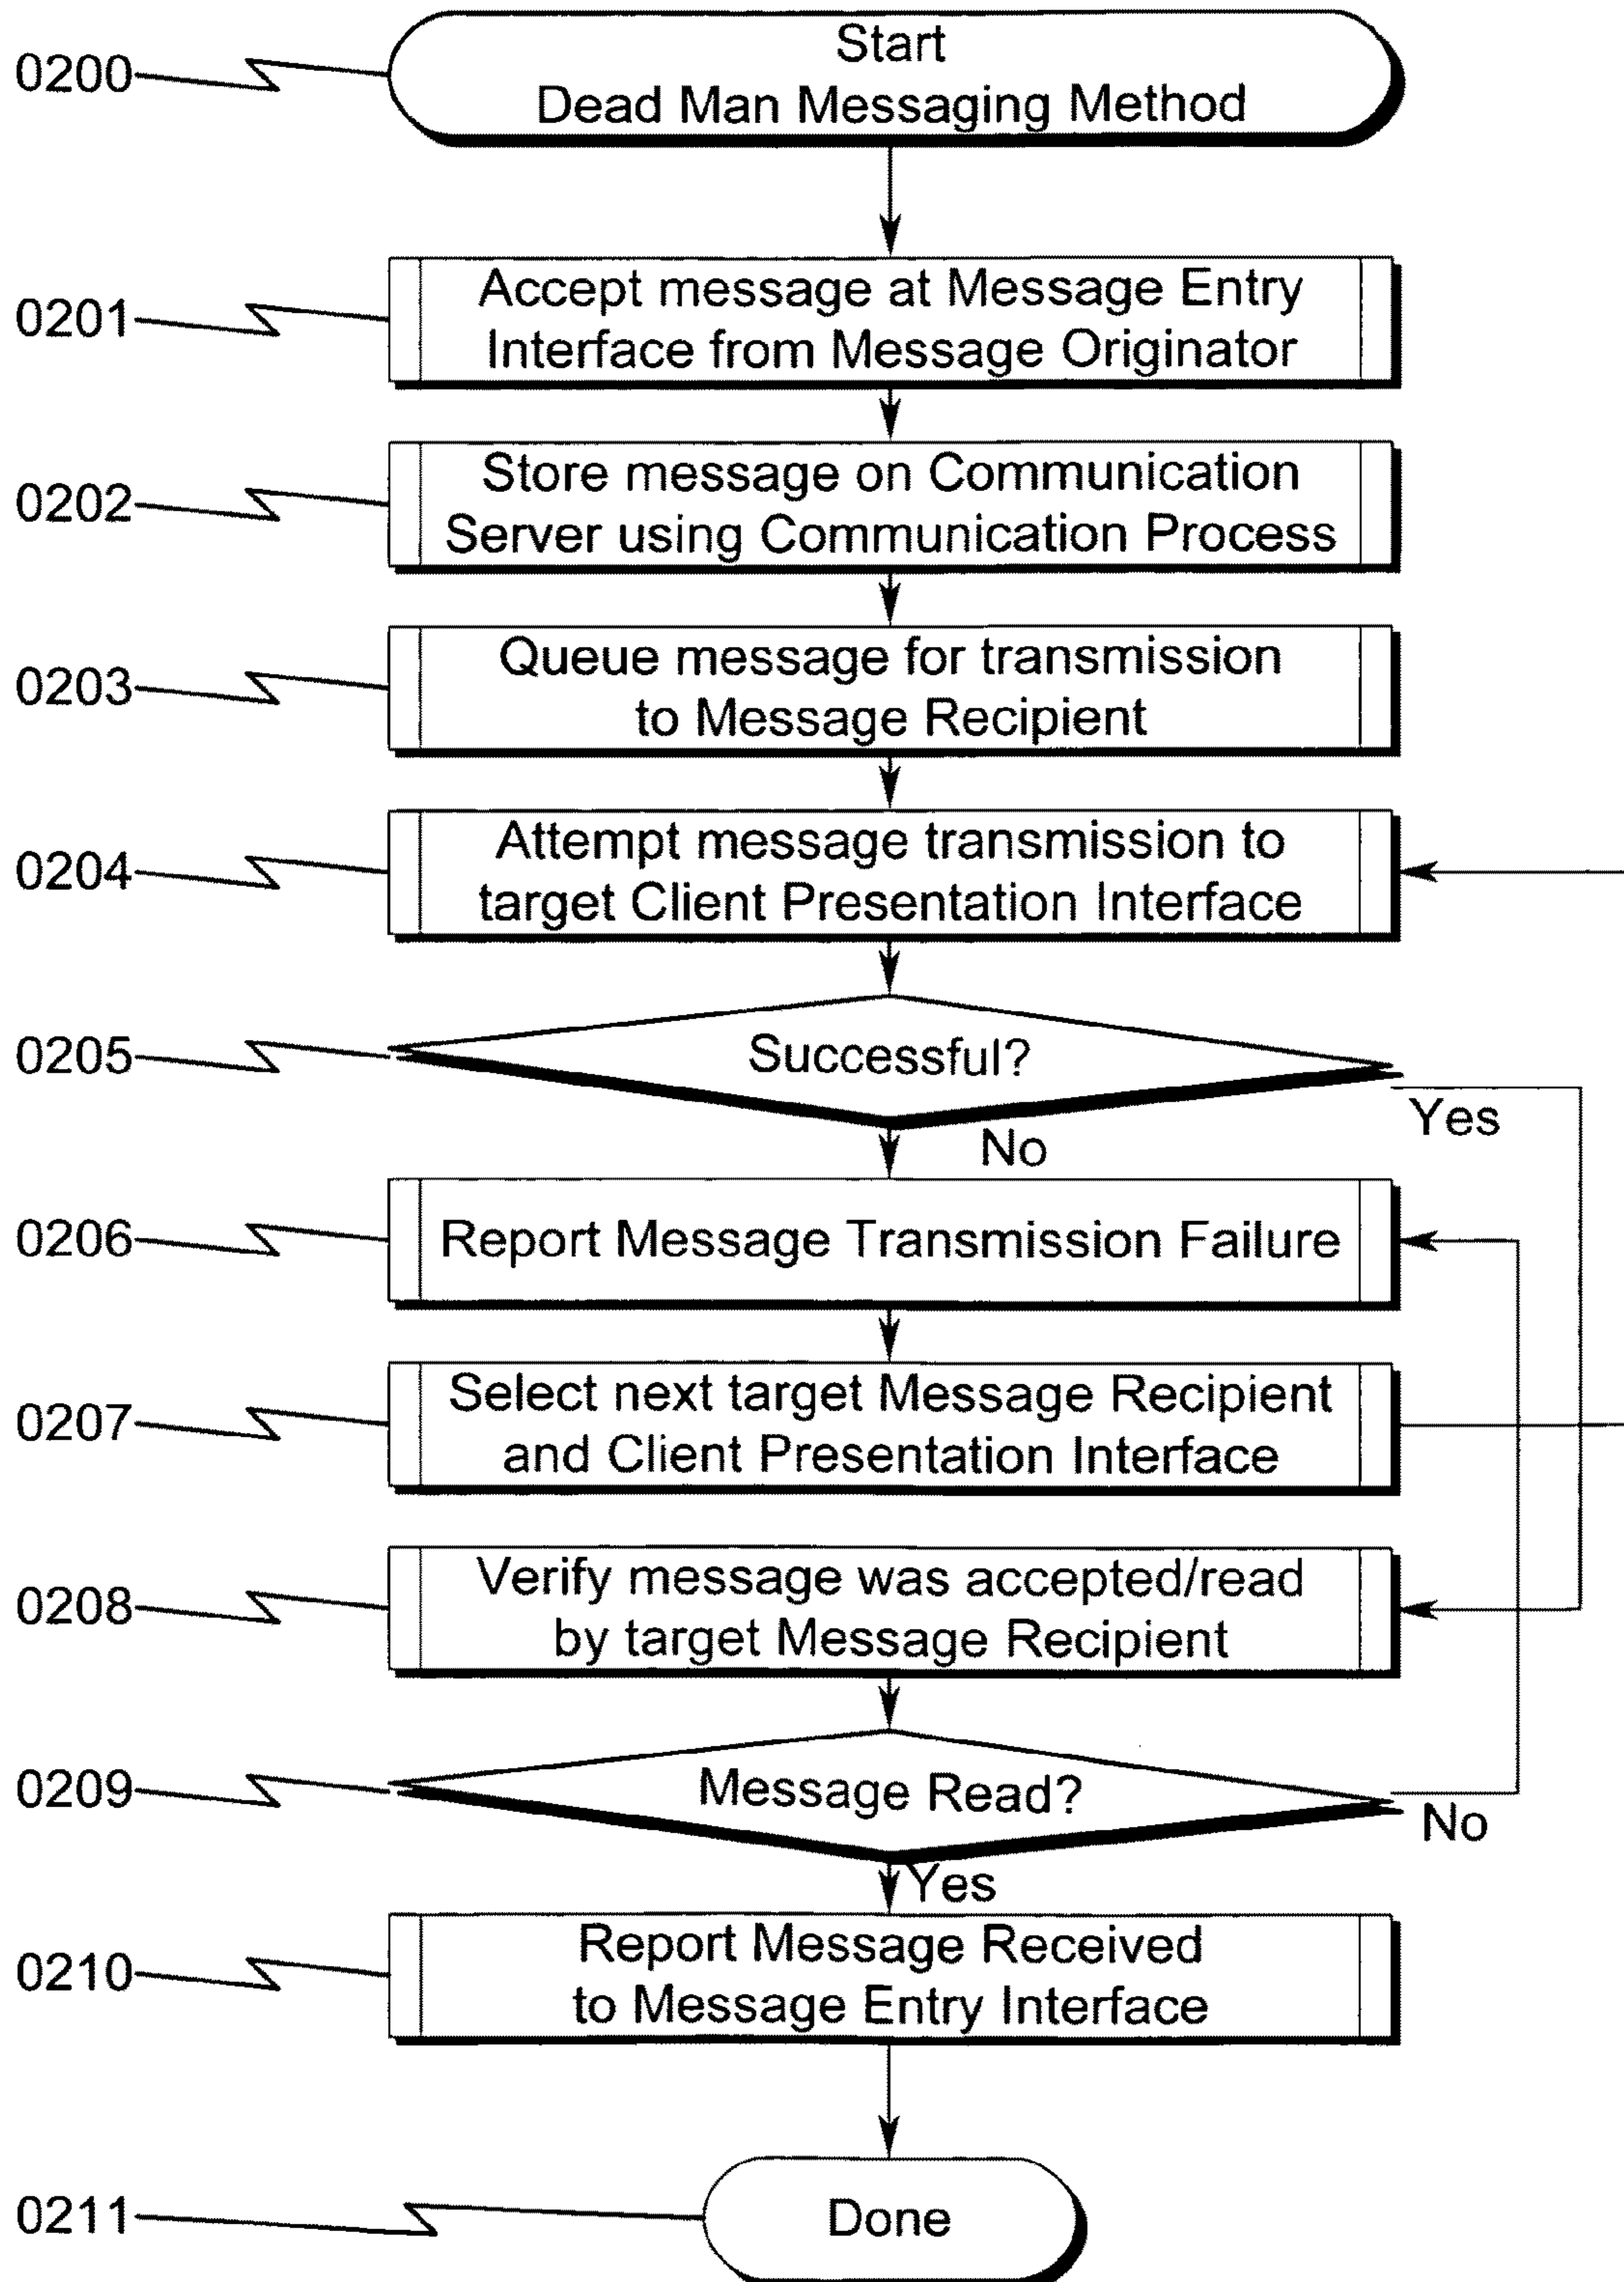 0200
Start
Dead Man Messaging Method
0201
Accept message at Message Entry
Interface from Message Originator
0202
Store message on Communication
Server using Communication Process
0203
Queue message for transmission
to Message Recipient
0204
Attempt message transmission to
target Client Presentation Interface
0205
Successful?
Yes
No
0206
Report Message Transmission Failure
0207
Select next target Message Recipient
and Client Presentation Interface
0208
Verify message was accepted/read
by target Message Recipient
0209
Message Read?
No
Yes
0210
Report Message Received
to Message Entry Interface
0211
Done